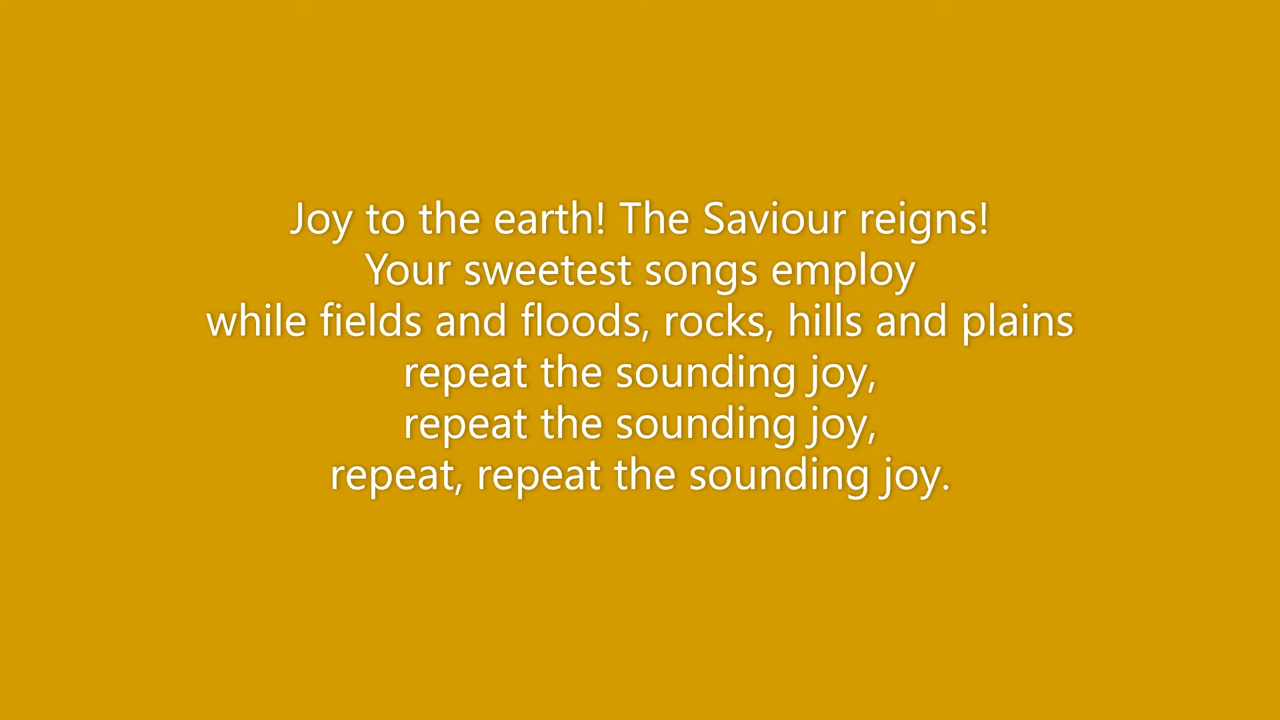 Joy to the earth! The Saviour reigns!
Your sweetest songs employ
while fields and floods, rocks, hills and plains
repeat the sounding joy,
repeat the sounding joy,
repeat, repeat the sounding joy.